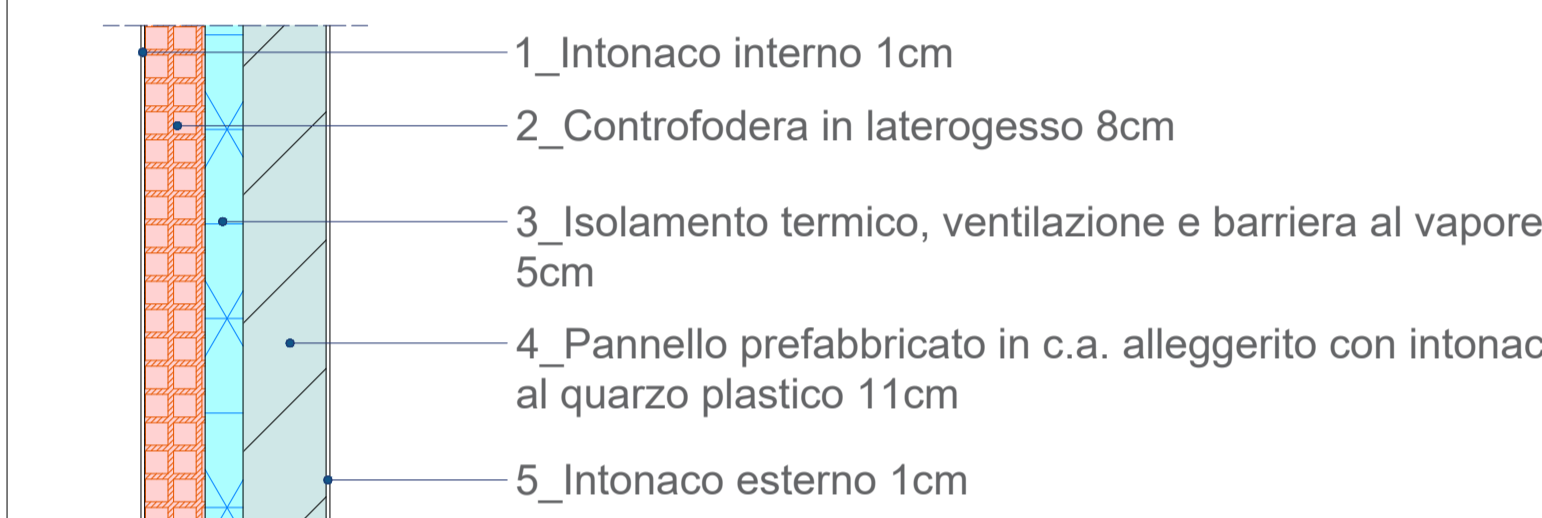 1_Intonaco interno 1cm
2_Controfodera in laterogesso 8cm
3_Isolamento termico, ventilazione e barriera al vapore
5cm
4_Pannello prefabbricato in c.a. alleggerito con intonac
al quarzo plastico 11cm
5_Intonaco esterno 1cm